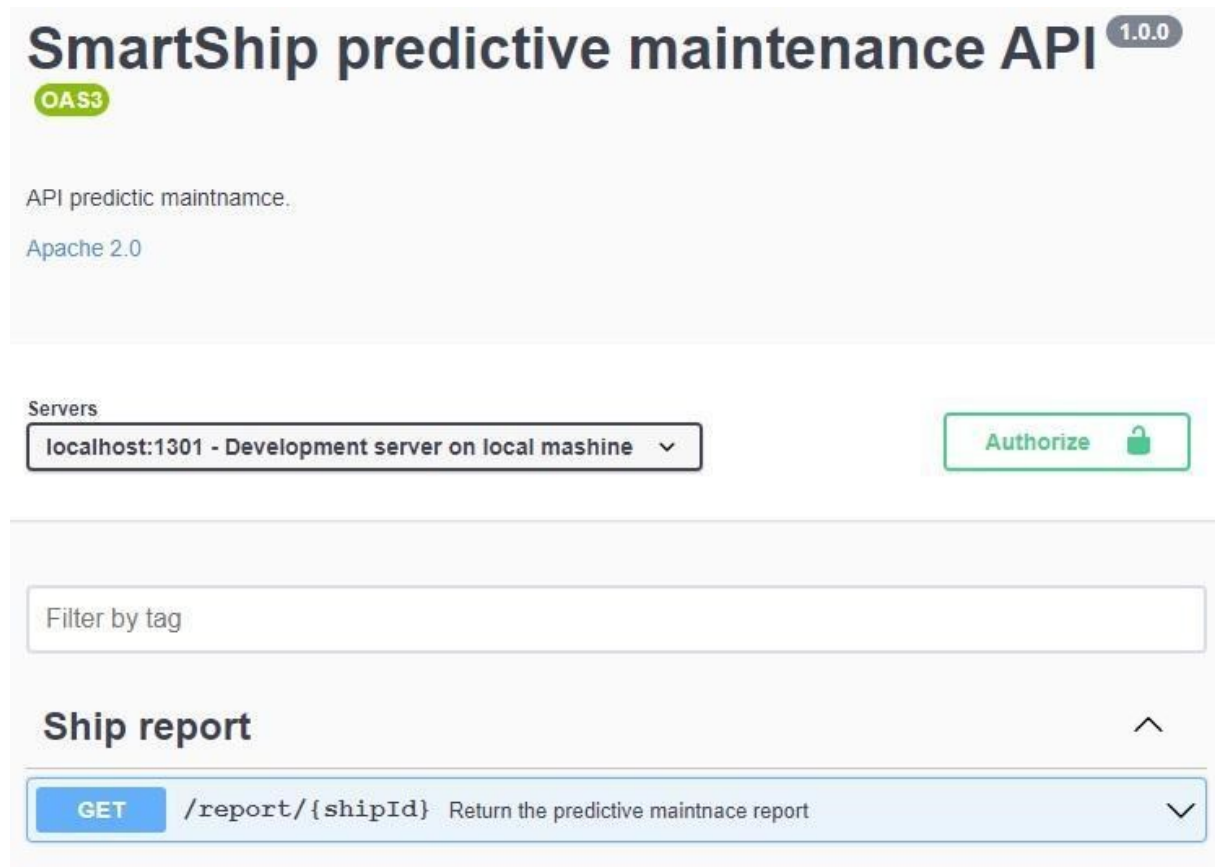 SmartShip predictive maintenance API 1.0.0
OAS3
API predictic maintnamce.
Apache 2.0
Servers
localhost:1301 - Development server on local mashine
Authorize
Filter by tag
Ship report
GET /report/{shipId} Return the predictive maintnace report